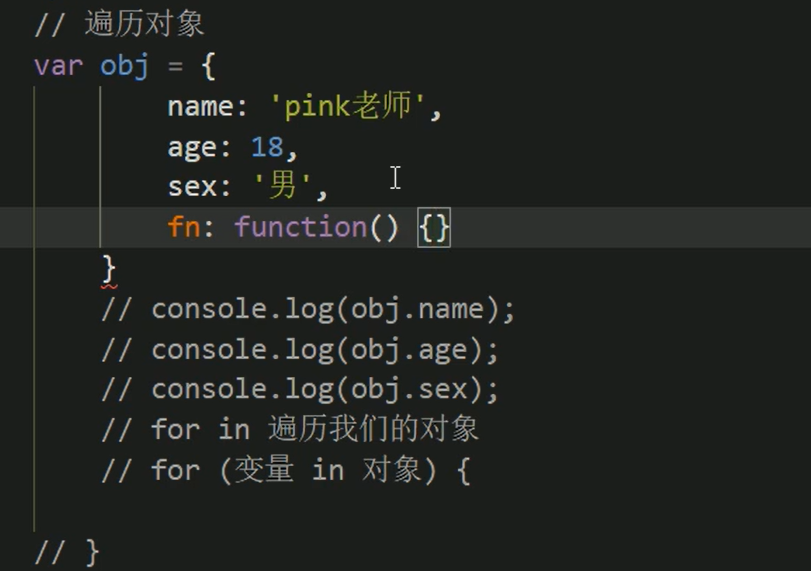 // 遍历对象
var obj = {
name: 'pink老师',
age: 18,
sex: '男',
fn: function() {}
}
// console.log(obj.name);
// console.log(obj.age);
// console.log(obj.sex);
// for in 遍历我们的对象
// for (变量 in 对象) {
// }